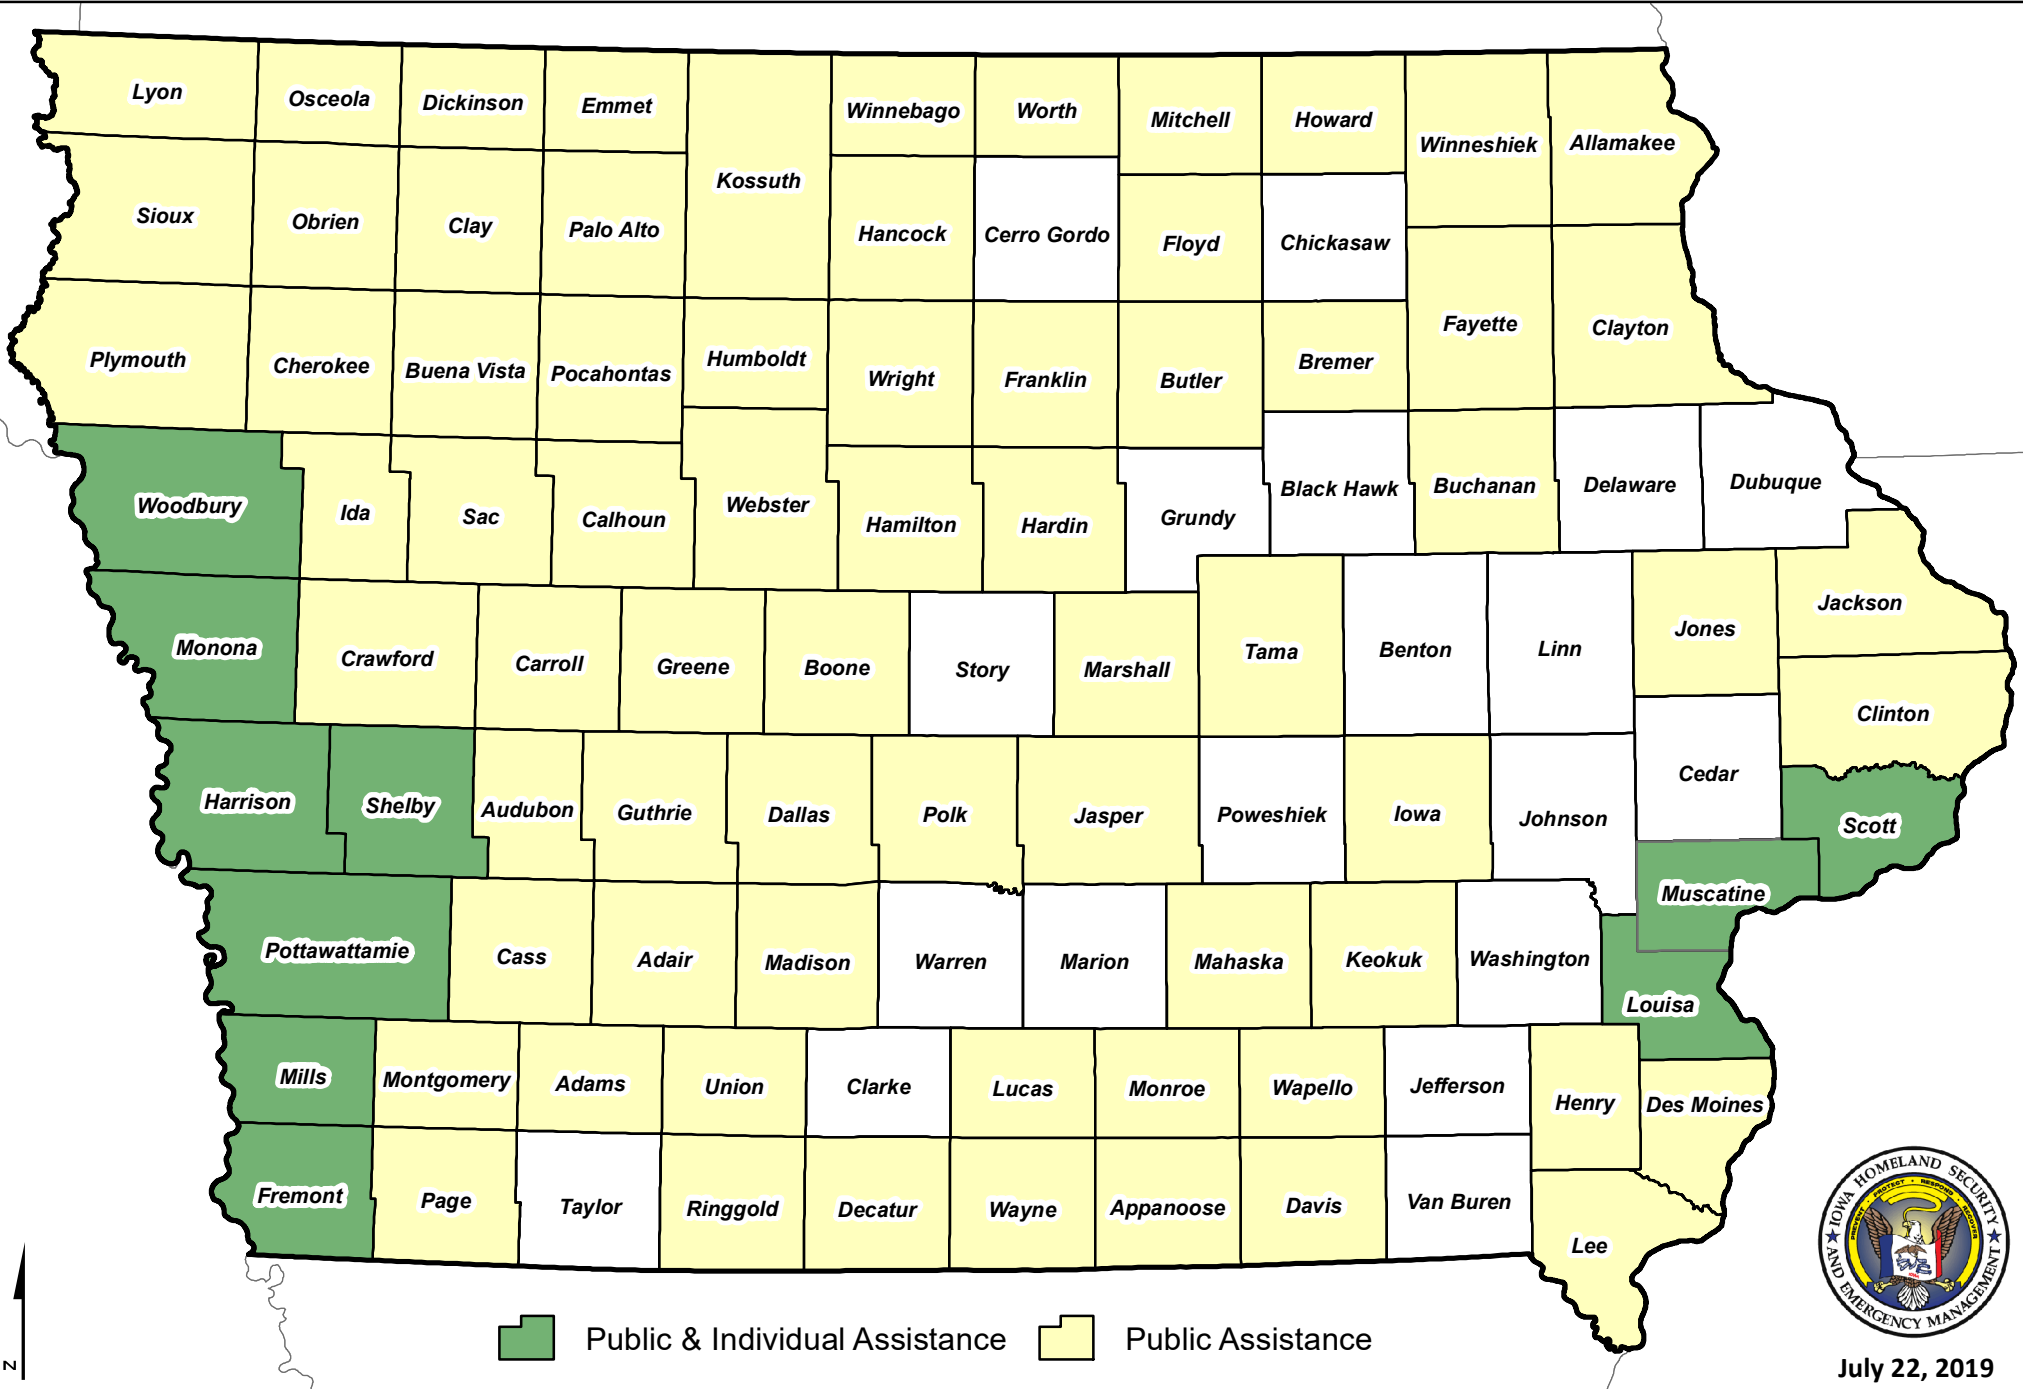 Lyon
Osceola
Dickinson
Emmet
Kossuth
Winnebago
Worth
Mitchell
Howard
Winneshiek
Allamakee
Sioux
Obrien
Clay
Palo Alto
Hancock
Cerro Gordo
Floyd
Chickasaw
Fayette
Clayton
Plymouth
Cherokee
Buena Vista
Pocahontas
Humboldt
Wright
Franklin
Butler
Bremer
Woodbury
Ida
Sac
Calhoun
Webster
Hamilton
Hardin
Grundy
Black Hawk
Buchanan
Delaware
Dubuque
Monona
Crawford
Carroll
Greene
Boone
Story
Marshall
Tama
Benton
Linn
Jones
Jackson
Clinton
Harrison
Shelby
Audubon
Guthrie
Dallas
Polk
Jasper
Poweshiek
Iowa
Johnson
Cedar
Scott
Muscatine
Pottawattamie
Cass
Adair
Madison
Warren
Marion
Mahaska
Keokuk
Washington
Louisa
Mills
Montgomery
Adams
Union
Clarke
Lucas
Monroe
Wapello
Jefferson
Henry
Des Moines
Fremont
Page
Taylor
Ringgold
Decatur
Wayne
Appanoose
Davis
Van Buren
Lee
IOWA HOMELAND SECURITY
AND EMERGENCY MANAGEMENT
PREVENT • PROTECT • RESPOND • RECOVER
N
Public & Individual Assistance
Public Assistance
July 22, 2019